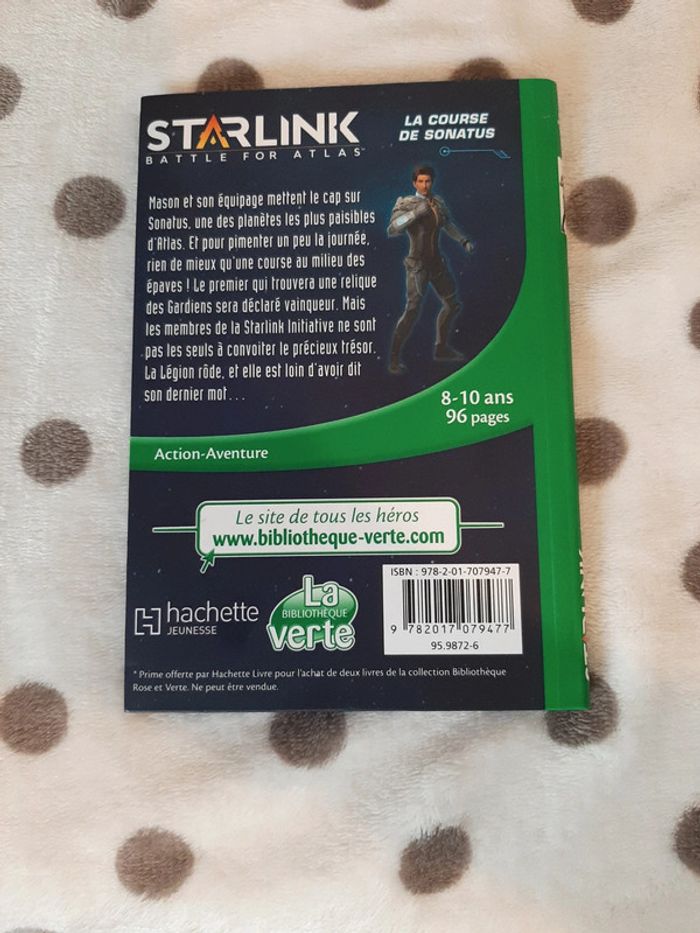 STARLINK
BATTLE FOR ATLAS™
LA COURSE
DE SONATUS
Mason et son équipage mettent le cap sur
Sonatus, une des planètes les plus paisibles
d'Atlas. Et pour pimenter un peu la journée,
rien de mieux qu'une course au milieu des
épaves ! Le premier qui trouvera une relique
des Gardiens sera déclaré vainqueur. Mais
les membres de la Starlink Initiative ne sont
pas les seuls à convoiter le précieux trésor.
La Légion rôde, et elle est loin d'avoir dit
son dernier mot...
8-10 ans
96 pages
Action-Aventure
Le site de tous les héros
www.bibliotheque-verte.com
hachette
JEUNESSE
La
BIBLIOTHÈQUE
verte
ISBN : 978-2-01-707947-7
9 782017 079477
95.9872-6
* Prime offerte par Hachette Livre pour l'achat de deux livres de la collection Bibliothèque
Rose et Verte. Ne peut être vendue.